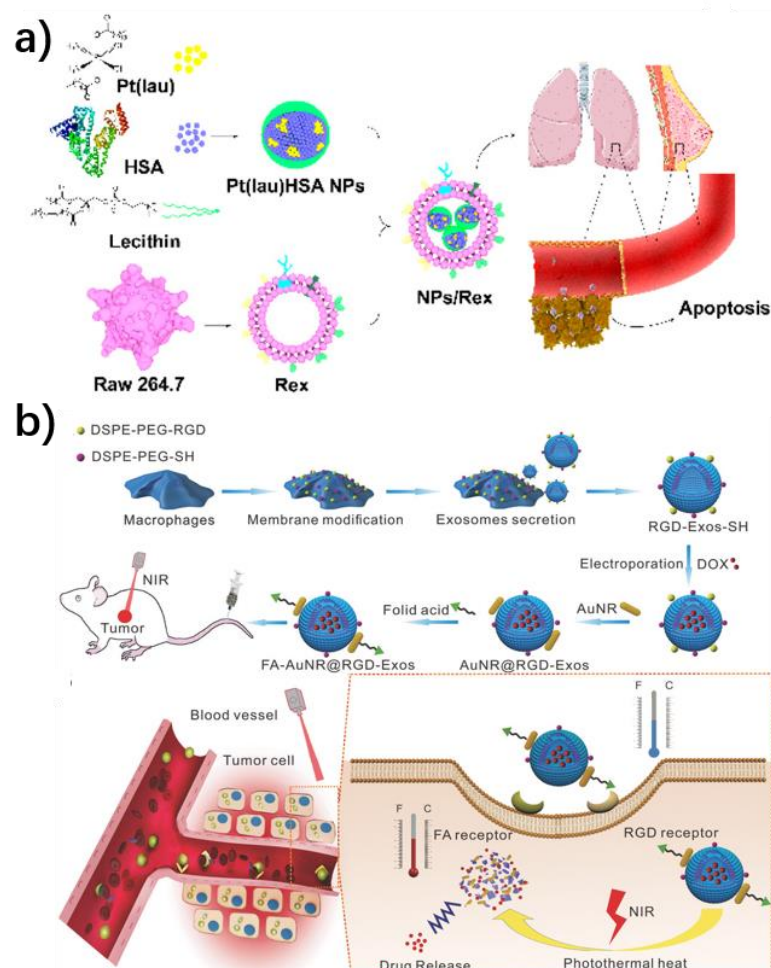 a)
Pt(lau)
HSA
Pt(lau)HSA NPs
Lecithin
NPs/Rex
Raw 264.7
Rex
Apoptosis
b)
DSPE-PEG-RGD
DSPE-PEG-SH
Macrophages
Membrane modification
Exosomes secretion
RGD-Exos-SH
Electroporation
DOX
NIR
Tumor
Folid acid
AuNR
FA-AuNR@RGD-Exos
AuNR@RGD-Exos
Blood vessel
Tumor cell
F C
F C
FA receptor
RGD receptor
NIR
Drug Release
Photothermal heat